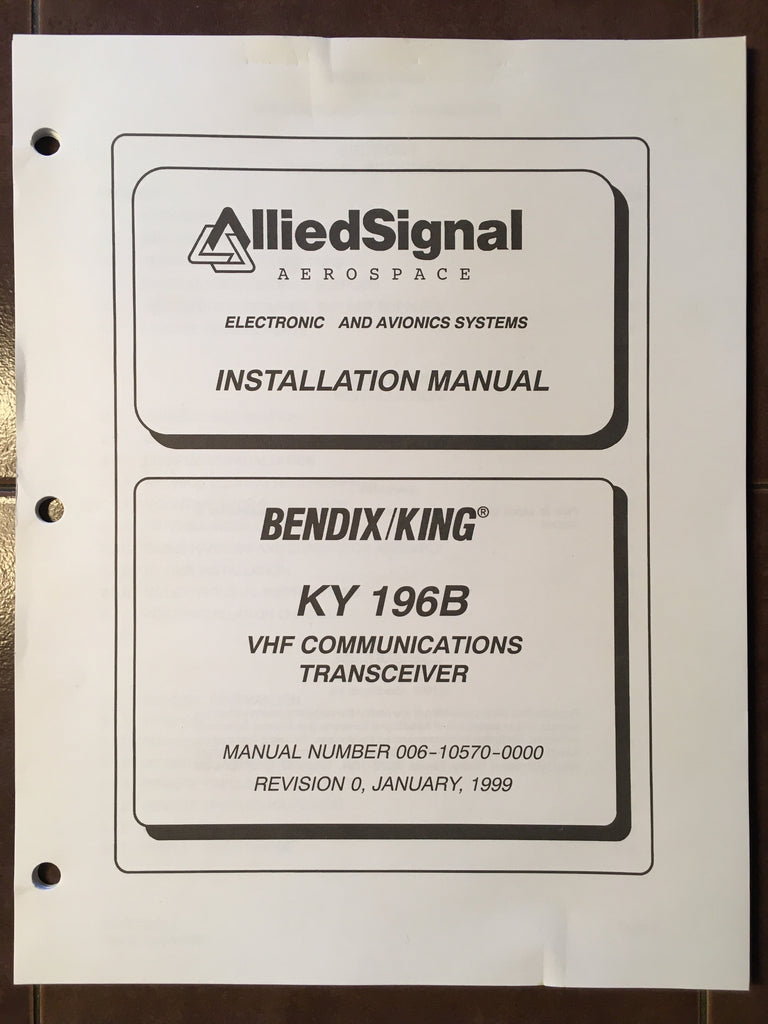 AlliedSignal
AEROSPACE
ELECTRONIC AND AVIONICS SYSTEMS
INSTALLATION MANUAL
BENDIX/KING®
KY 196B
VHF COMMUNICATIONS
TRANSCEIVER
MANUAL NUMBER 006-10570-0000
REVISION 0, JANUARY, 1999